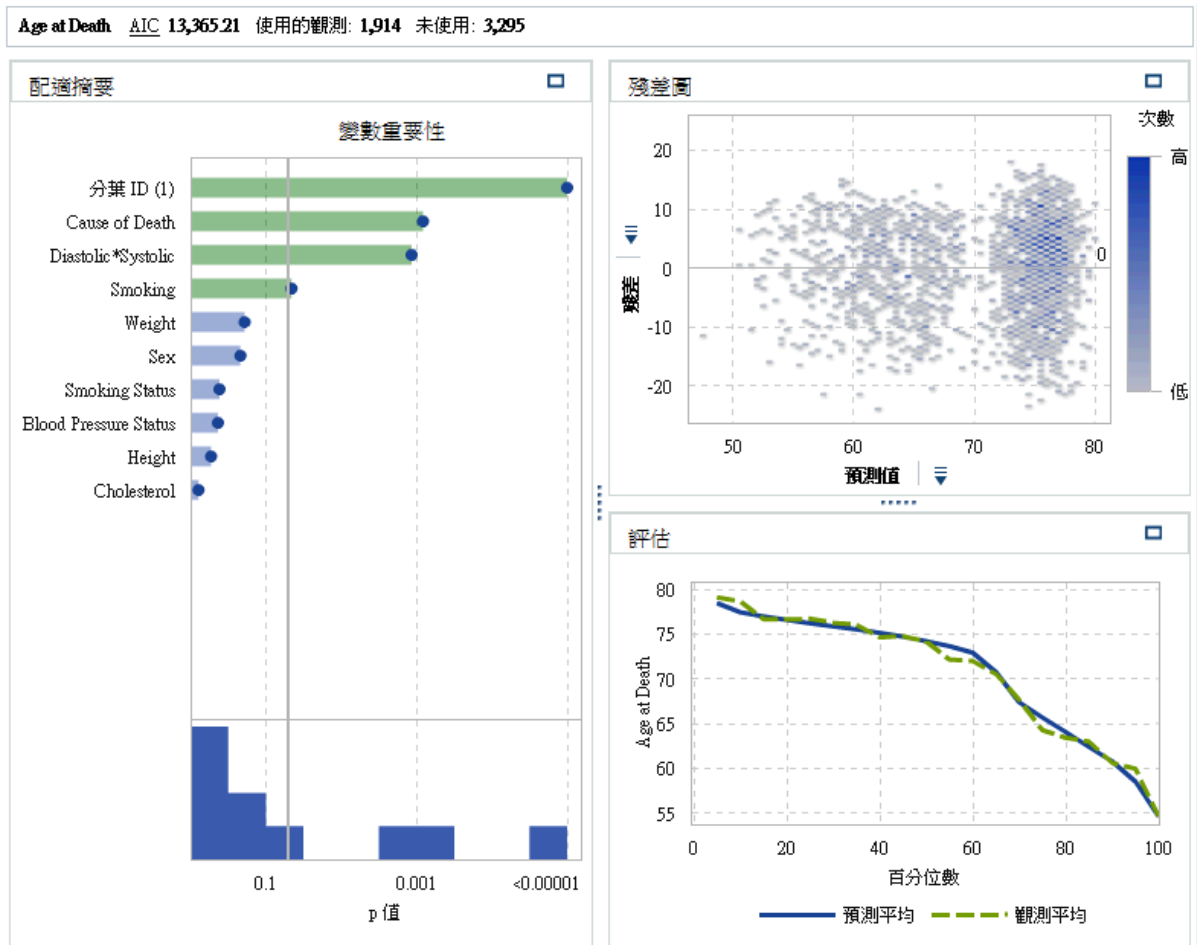 Age at Death AIC 13,365.21 使用的觀測: 1,914 未使用: 3,295
配適摘要
變數重要性
分葉 ID (1)
Cause of Death
Diastolic*Systolic
Smoking
Weight
Sex
Smoking Status
Blood Pressure Status
Height
Cholesterol
0.1 0.001 <0.00001
p 值
殘差圖
次數
高
低
20
10
0
-10
-20
0
殘差
50 60 70 80
預測值
評估
80
75
70
65
60
55
Age at Death
0 20 40 60 80 100
百分位數
預測平均 觀測平均